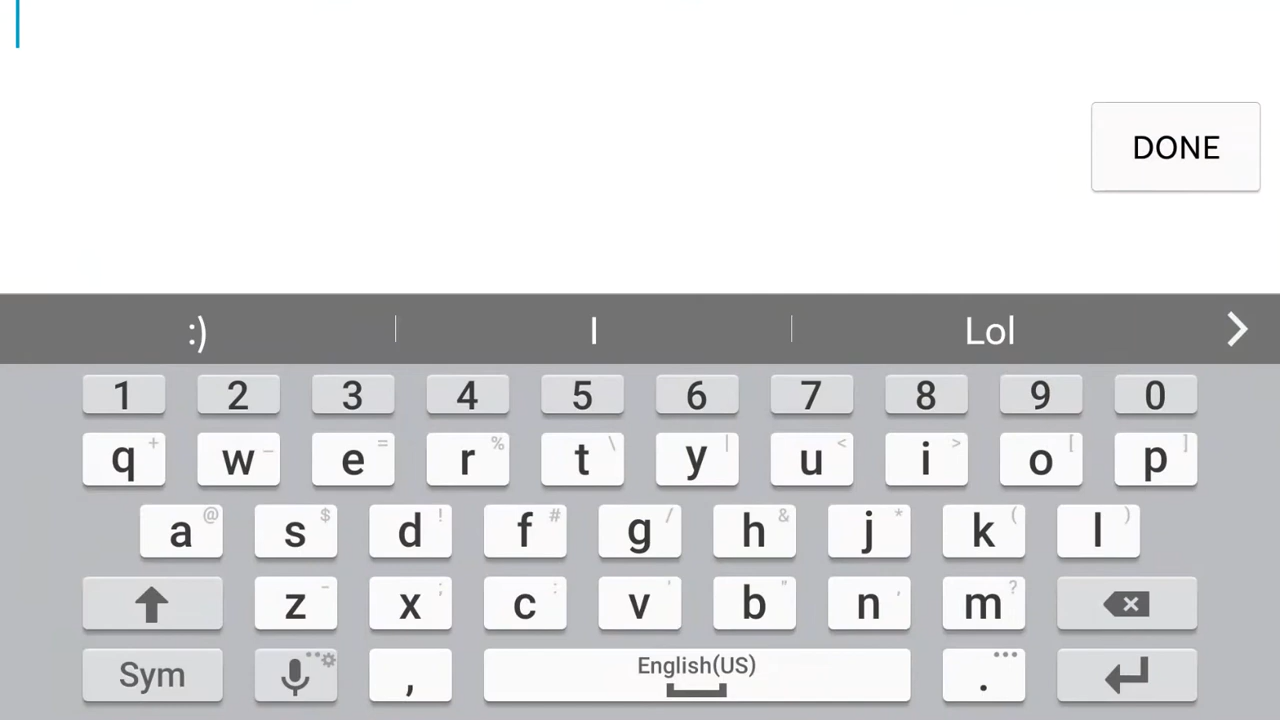 DONE
:) I Lol
1 2 3 4 5 6 7 8 9 0
q + w _ e = r % t \ y | u < i > o [ p ]
a @ s $ d ! f # g / h & j * k ( l )
z - x ; c : v ' b " n , m ?
Sym , English(US) .